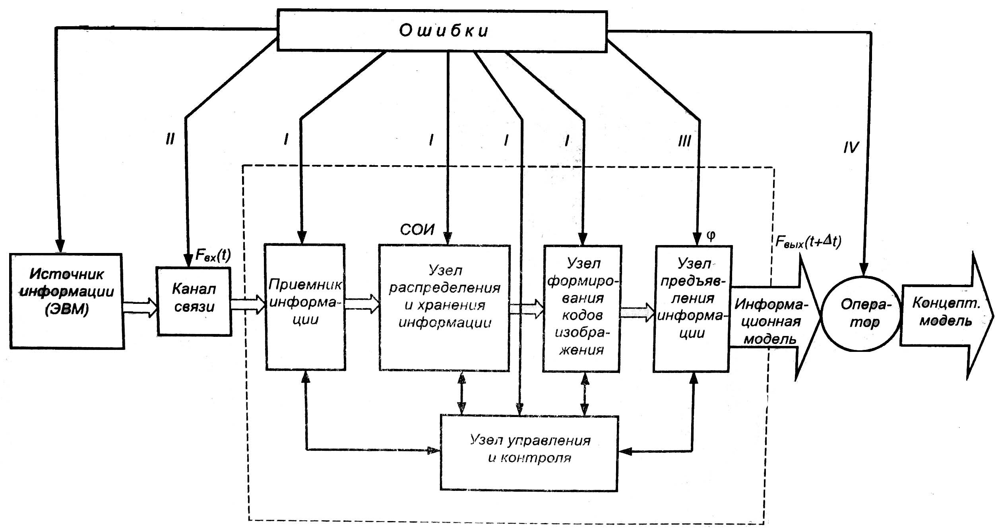 О ш и б к и
II
I
I
I
I
III
IV
СОИ
φ
Fвх(t)
Fвых(t+Δt)
Источник
информации
(ЭВМ)
Канал
связи
Приемник
информа-
ции
Узел
распределения
и хранения
информации
Узел
формиро-
вания
кодов
изобра-
жения
Узел
предъяв-
ления
информа-
ции
Информа-
ционная
модель
Опера-
тор
Концепт.
модель
Узел управления
и контроля